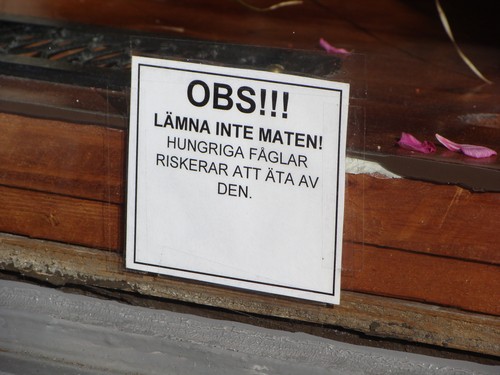 OBS!!!
LÄMNA INTE MATEN!
HUNGRIGA FÅGLAR
RISKERAR ATT ÄTA AV
DEN.